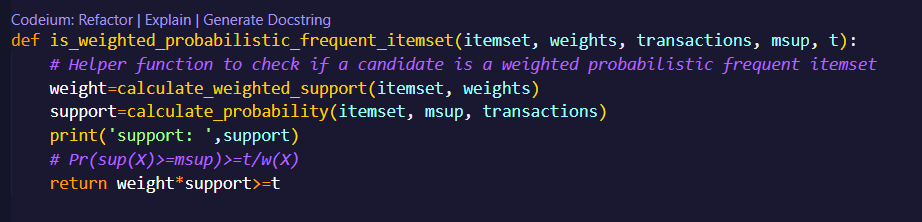 Codeium: Refactor | Explain | Generate Docstring
def is_weighted_probabilistic_frequent_itemset(itemset, weights, transactions, msup, t):
    # Helper function to check if a candidate is a weighted probabilistic frequent itemset
    weight=calculate_weighted_support(itemset, weights)
    support=calculate_probability(itemset, msup, transactions)
    print('support: ',support)
    # Pr(sup(X)>=msup)>=t/w(X)
    return weight*support>=t